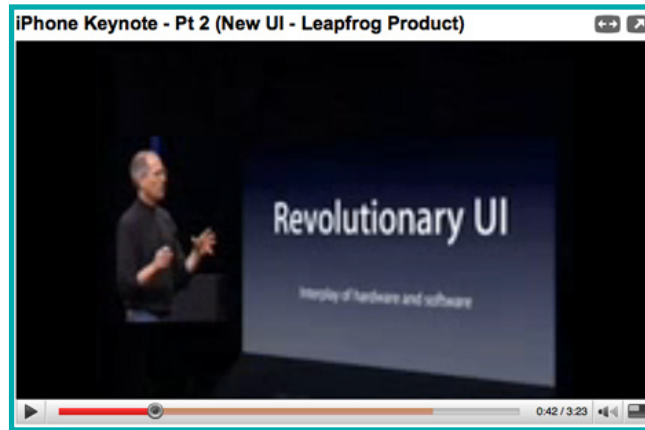 iPhone Keynote - Pt 2 (New UI - Leapfrog Product)
Revolutionary UI
Interplay of hardware and software
0:42 / 3:23